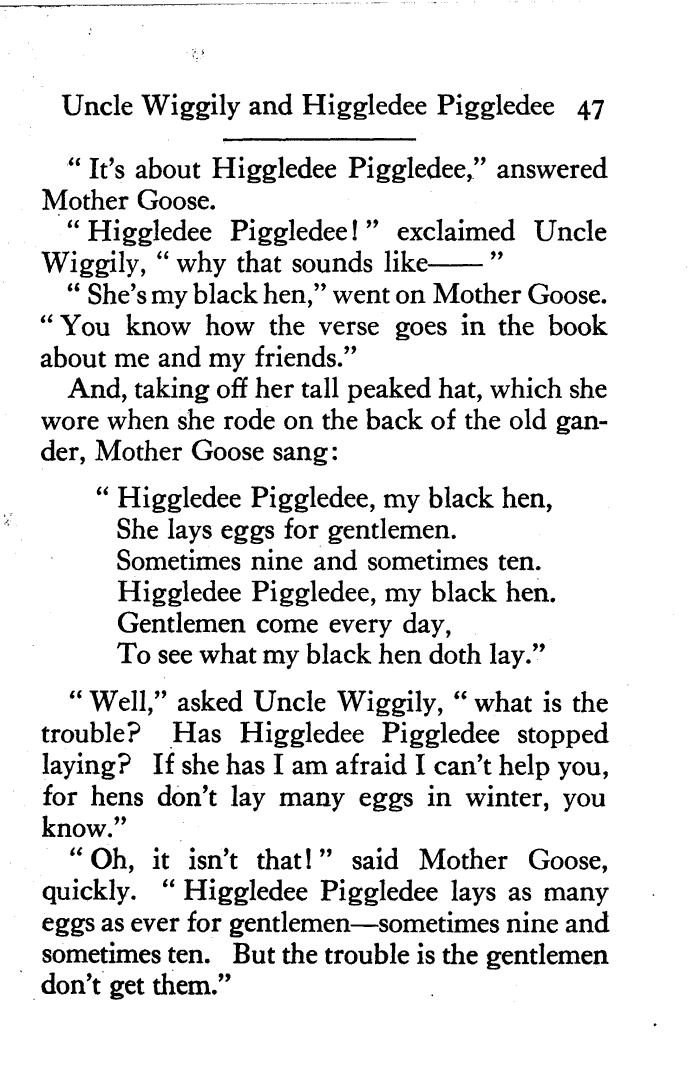 Uncle Wiggily and Higgledee Piggledee 47
“ It’s about Higgledee Piggledee,” answered
Mother Goose.
“ Higgledee Piggledee! ” exclaimed Uncle
Wiggily, “ why that sounds like—— ”
“ She’s my black hen,” went on Mother Goose.
“ You know how the verse goes in the book
about me and my friends.”
And, taking off her tall peaked hat, which she
wore when she rode on the back of the old gan-
der, Mother Goose sang:
“ Higgledee Piggledee, my black hen,
She lays eggs for gentlemen.
Sometimes nine and sometimes ten.
Higgledee Piggledee, my black hen.
Gentlemen come every day,
To see what my black hen doth lay.”
“ Well,” asked Uncle Wiggily, “ what is the
trouble? Has Higgledee Piggledee stopped
laying? If she has I am afraid I can’t help you,
for hens don’t lay many eggs in winter, you
know.”
“ Oh, it isn’t that! ” said Mother Goose,
quickly. “ Higgledee Piggledee lays as many
eggs as ever for gentlemen—sometimes nine and
sometimes ten. But the trouble is the gentlemen
don’t get them.”